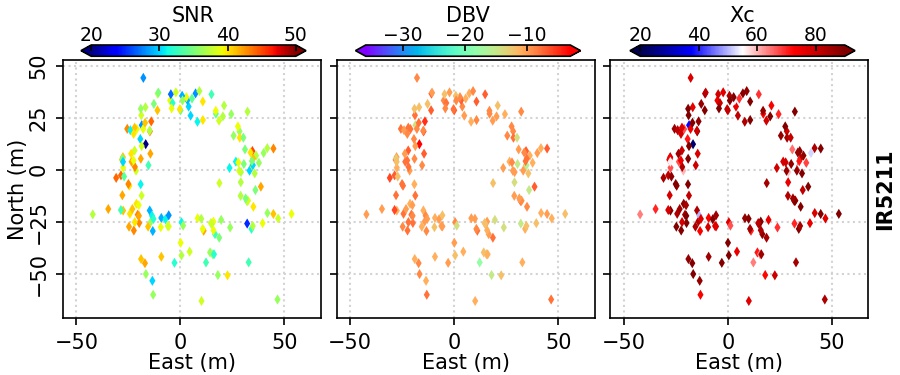 SNR DBV Xc
20 30 40 50 −30 −20 −10 20 40 60 80
50
25
0
−25
−50
North (m)
IR5211
−50 0 50 −50 0 50 −50 0 50
East (m) East (m) East (m)